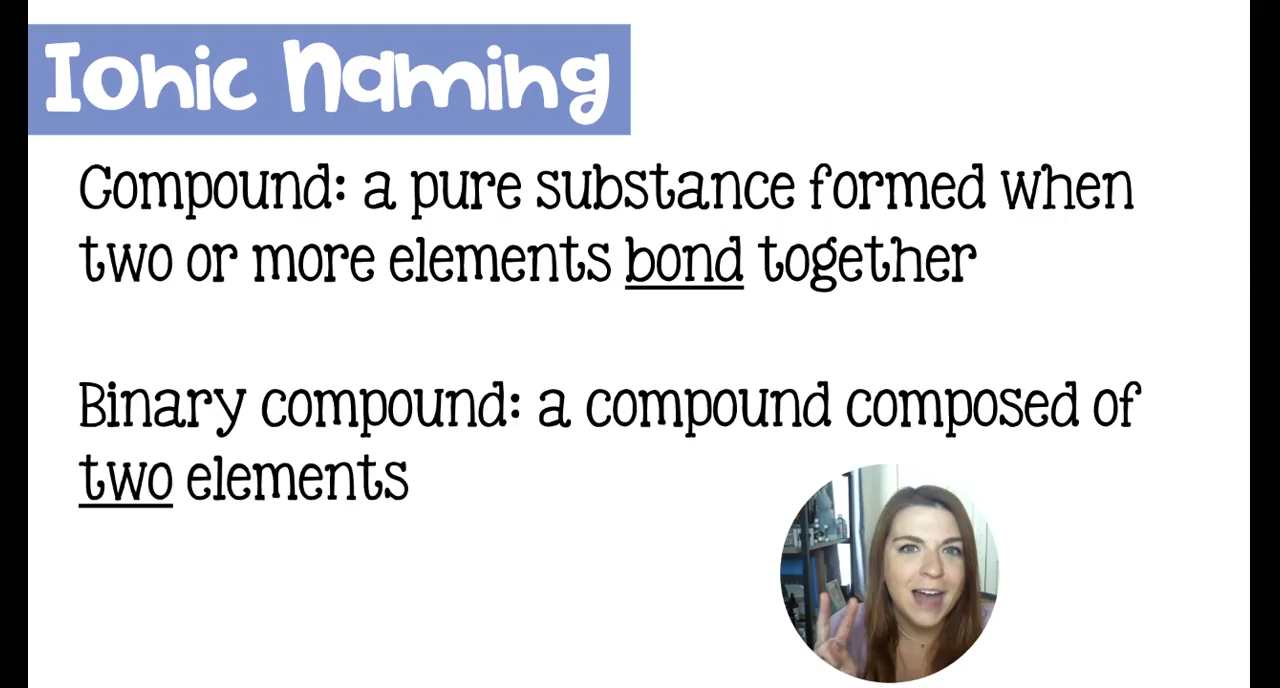 Ionic Naming
Compound: a pure substance formed when
two or more elements bond together
Binary compound: a compound composed of
two elements